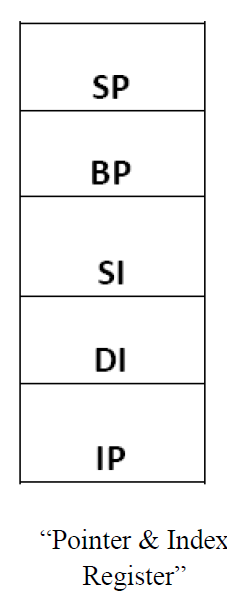 SP
BP
SI
DI
IP
“Pointer & Index
Register”